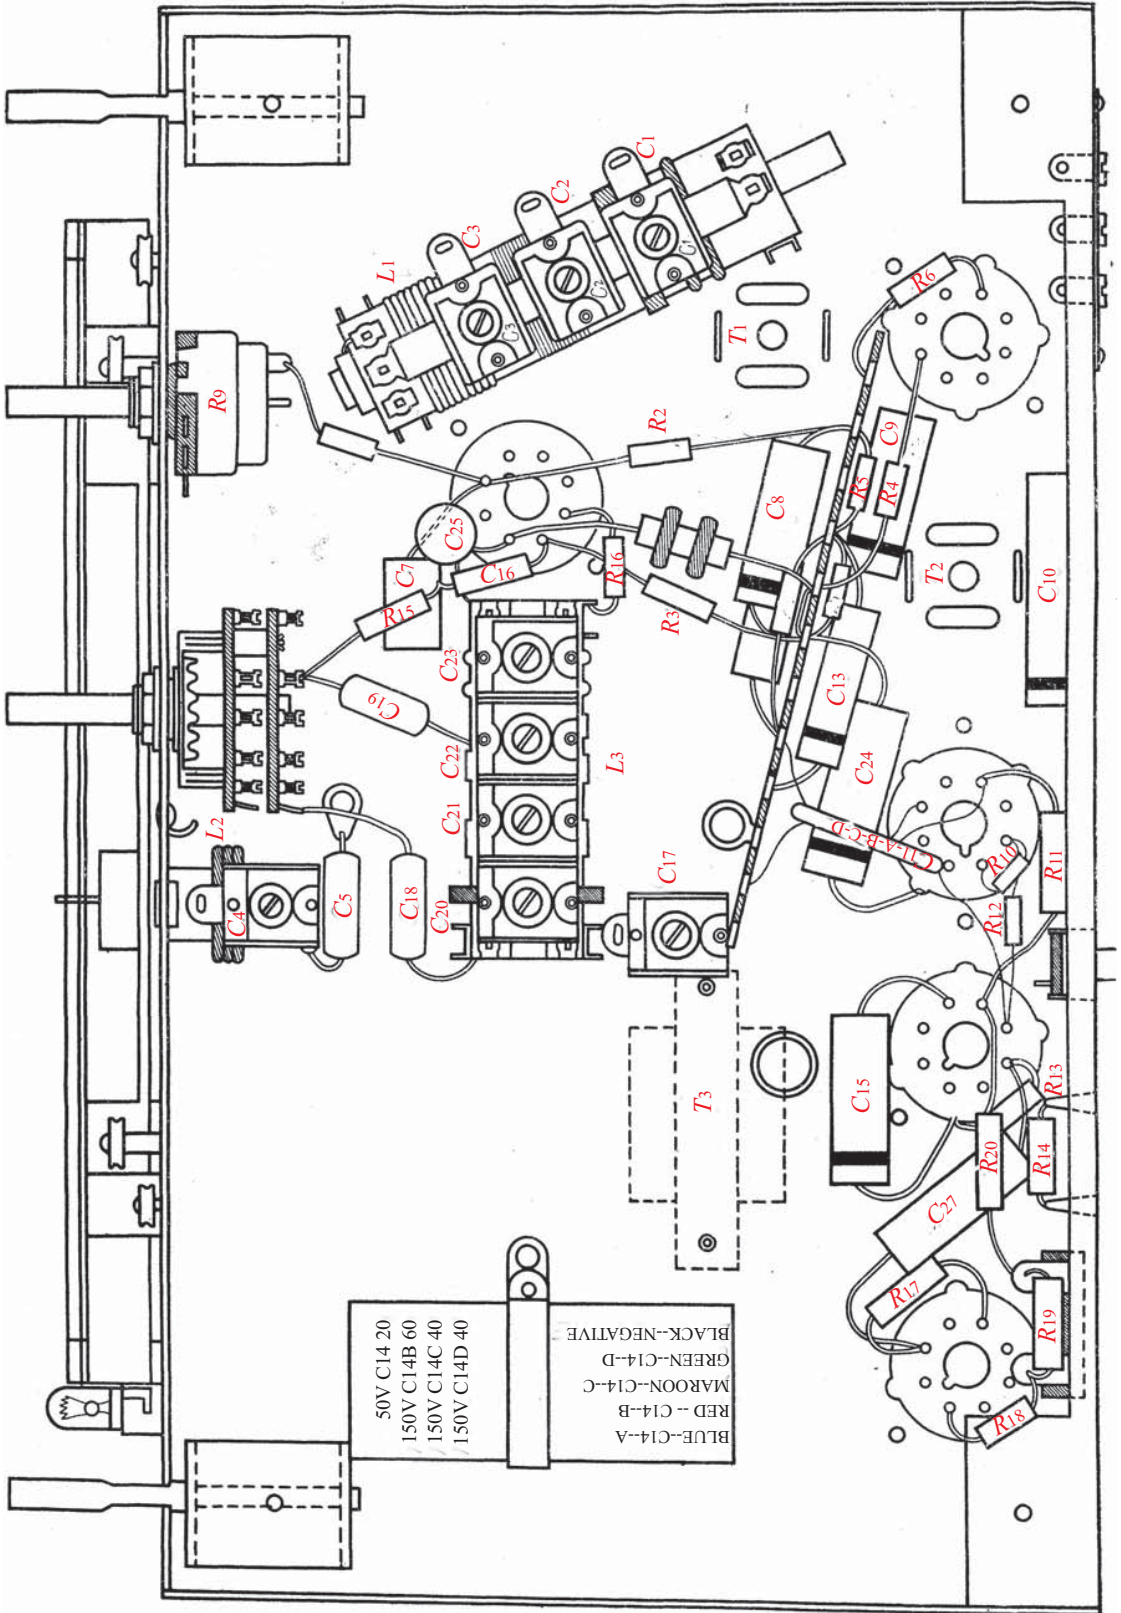 C1
C2
C3
L1
C1
C2
C3
R6
T1
R9
R2
C9
R5
R4
C8
C25
C7
C16
R16
R15
R3
T2
C10
C23
C19
C13
L3
C22
C24
C21
L2
C11-A-B-C-D
R10
R11
C17
R12
C4
C5
C18
C20
T3
C15
R13
R20
R14
C27
R17
R19
R18
50V C14 20
150V C14B 60
150V C14C 40
150V C14D 40
BLACK--NEGATIVE
GREEN--C14--D
MAROON--C14--C
RED -- C14--B
BLUE--C14--A